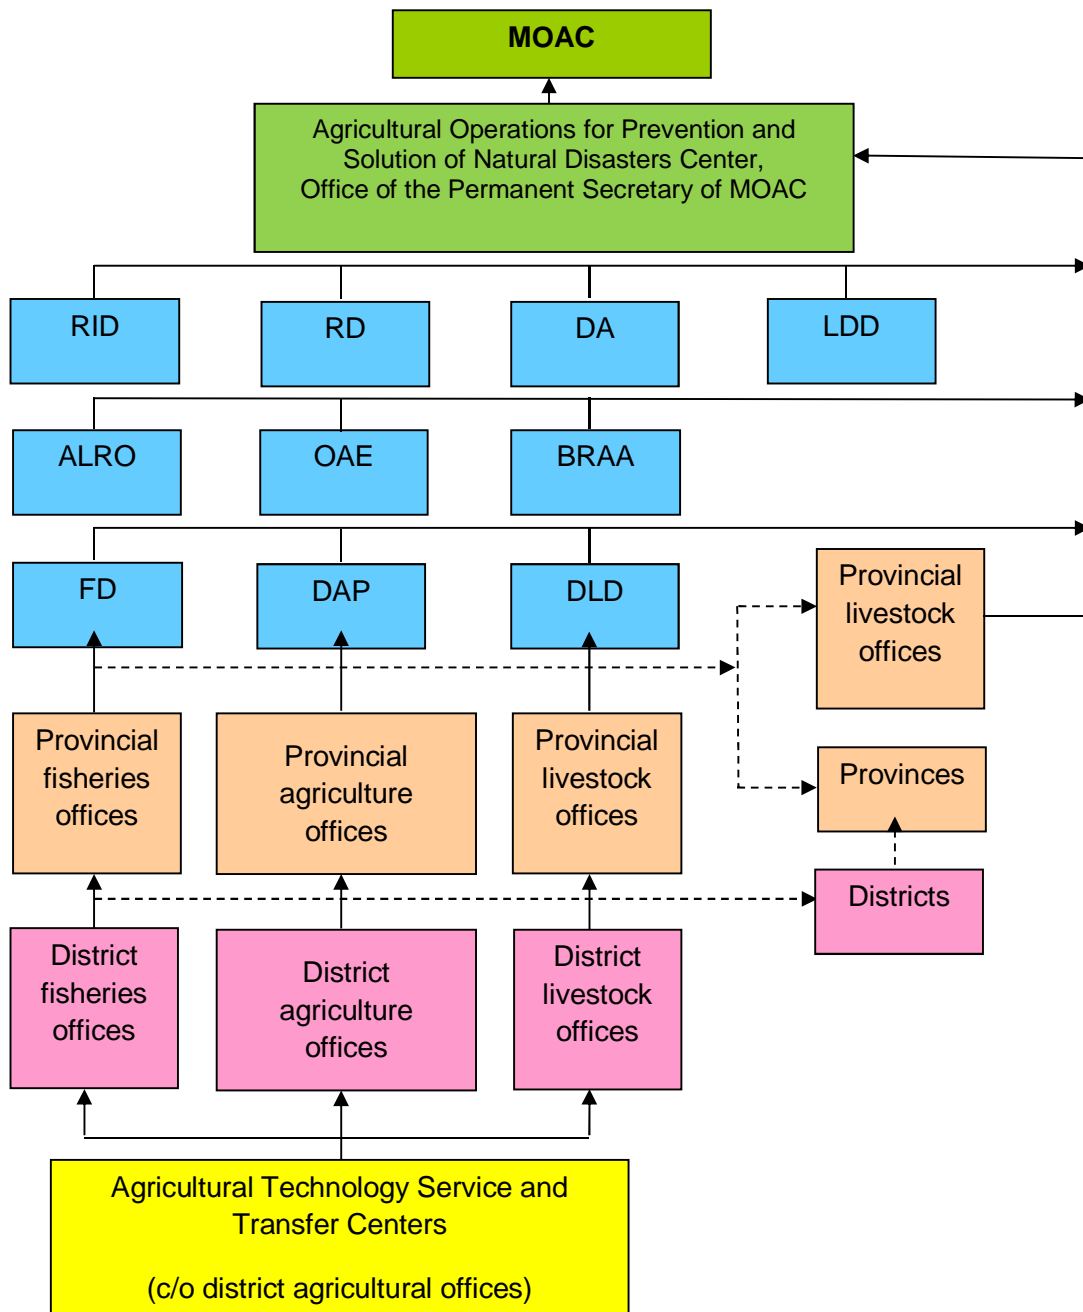 MOAC
Agricultural Operations for Prevention and
Solution of Natural Disasters Center,
Office of the Permanent Secretary of MOAC
RID
RD
DA
LDD
ALRO
OAE
BRAA
FD
DAP
DLD
Provincial
livestock
offices
Provincial
fisheries
offices
Provincial
agriculture
offices
Provincial
livestock
offices
Provinces
Districts
District
fisheries
offices
District
agriculture
offices
District
livestock
offices
Agricultural Technology Service and
Transfer Centers
(c/o district agricultural offices)